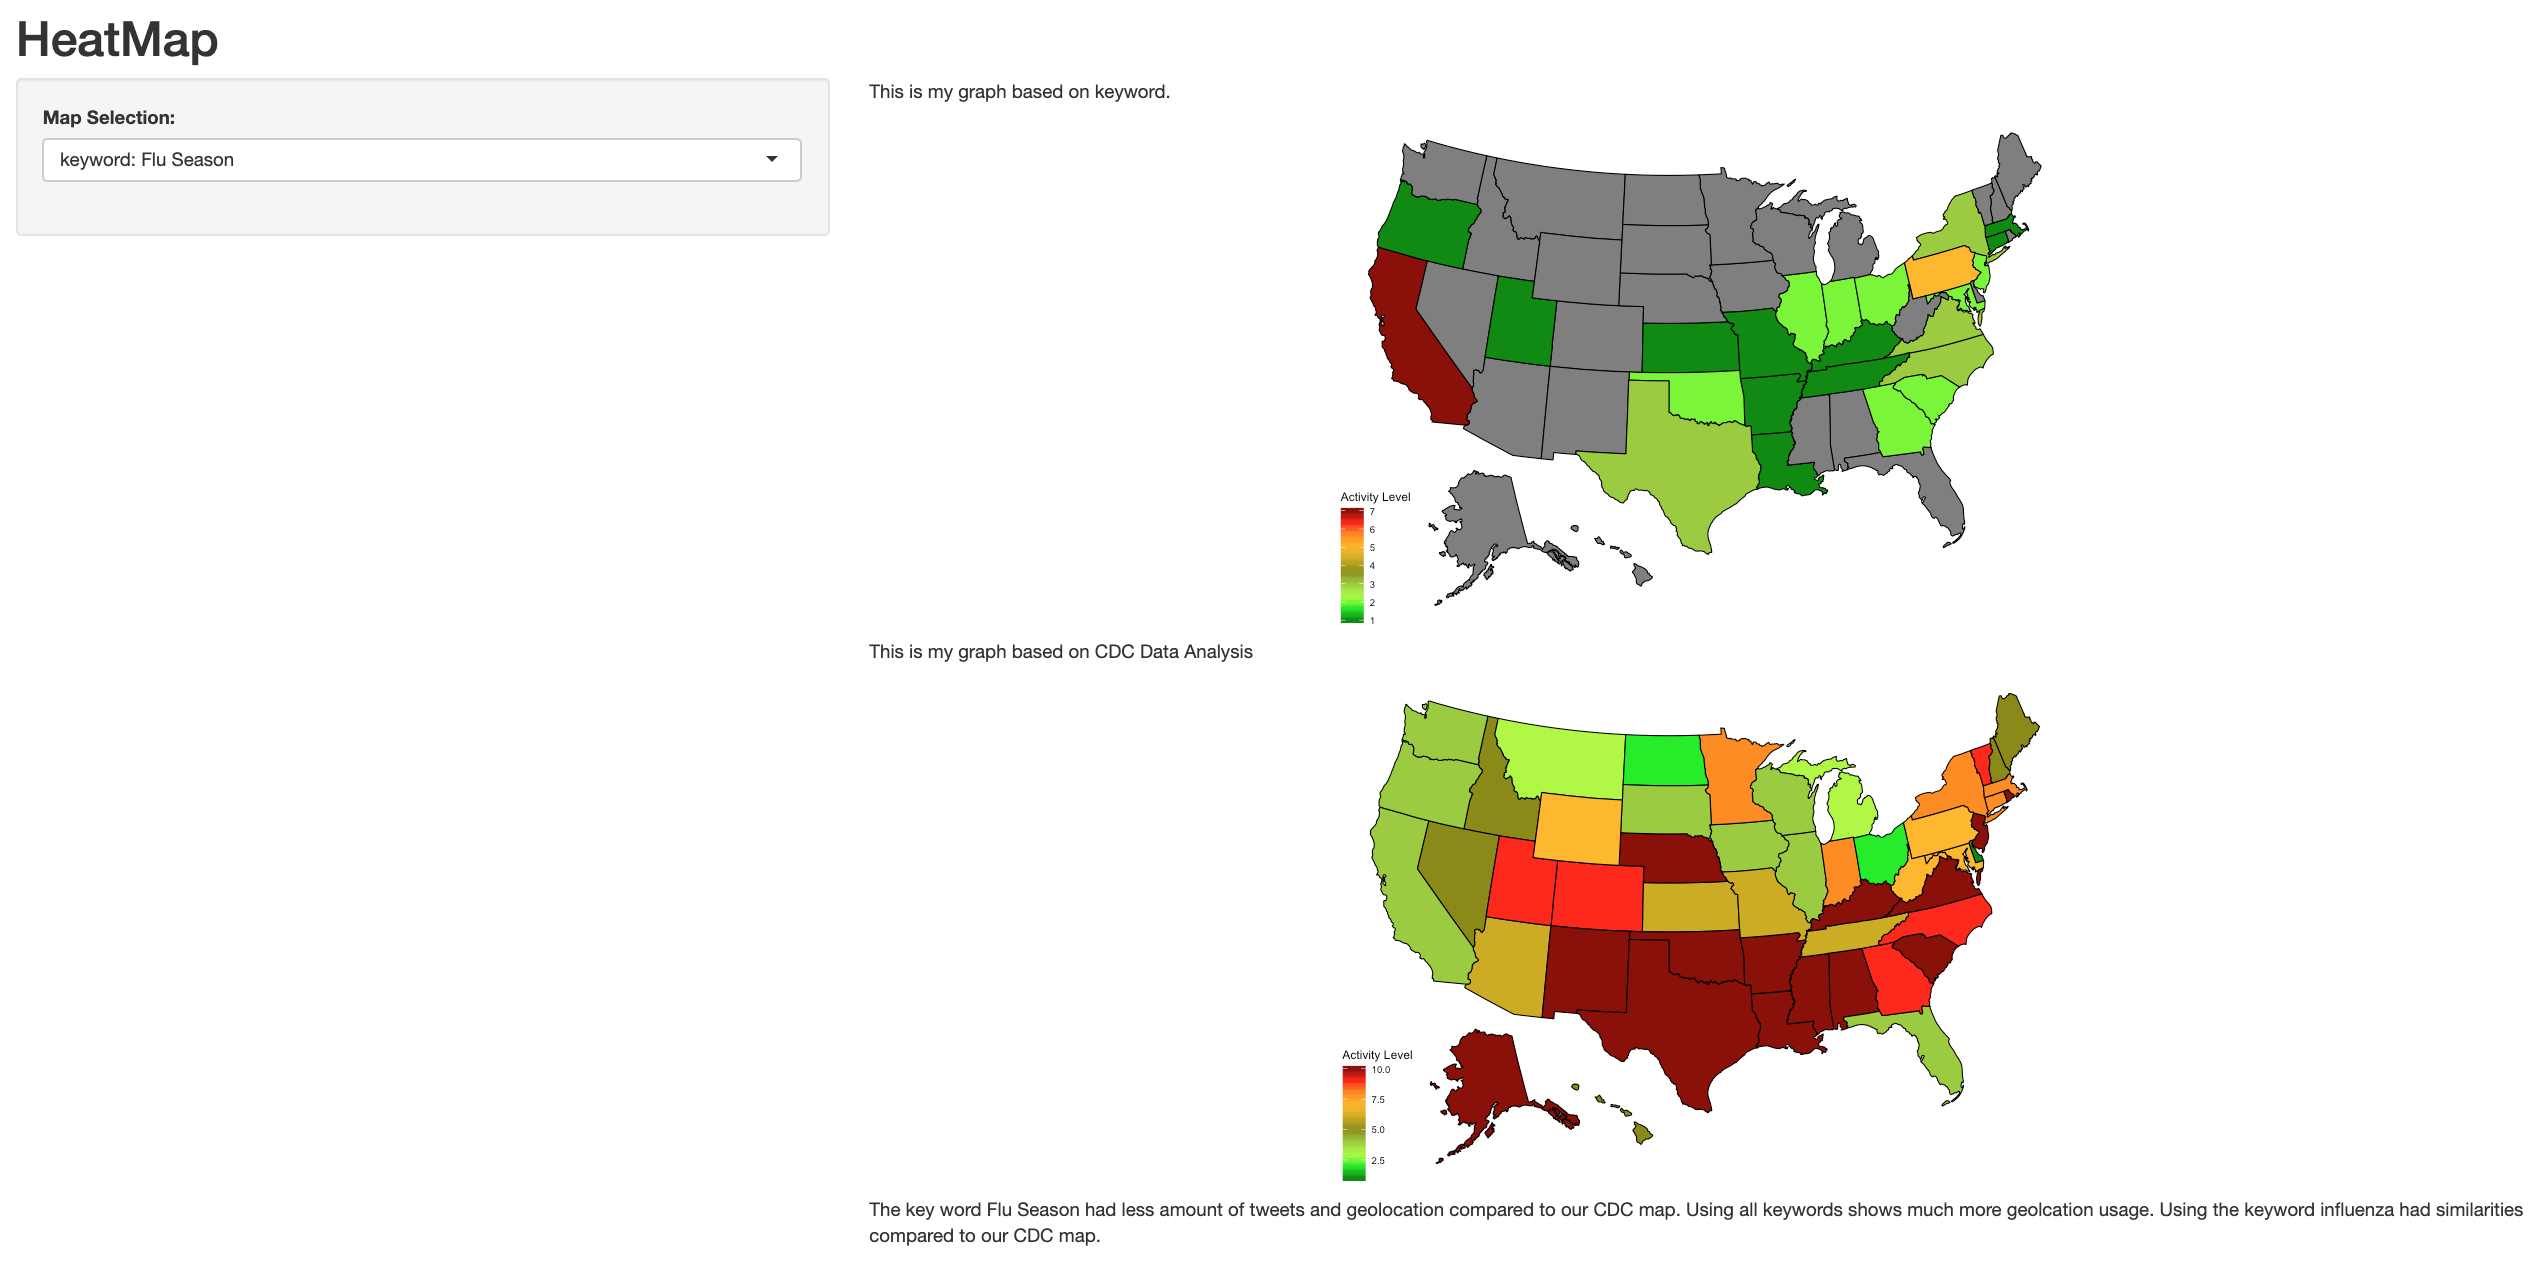 HeatMap
Map Selection:
keyword: Flu Season
This is my graph based on keyword.
Activity Level
7
6
5
4
3
2
1
This is my graph based on CDC Data Analysis
Activity Level
10.0
7.5
5.0
2.5
The key word Flu Season had less amount of tweets and geolocation compared to our CDC map. Using all keywords shows much more geolcation usage. Using the keyword influenza had similarities
compared to our CDC map.